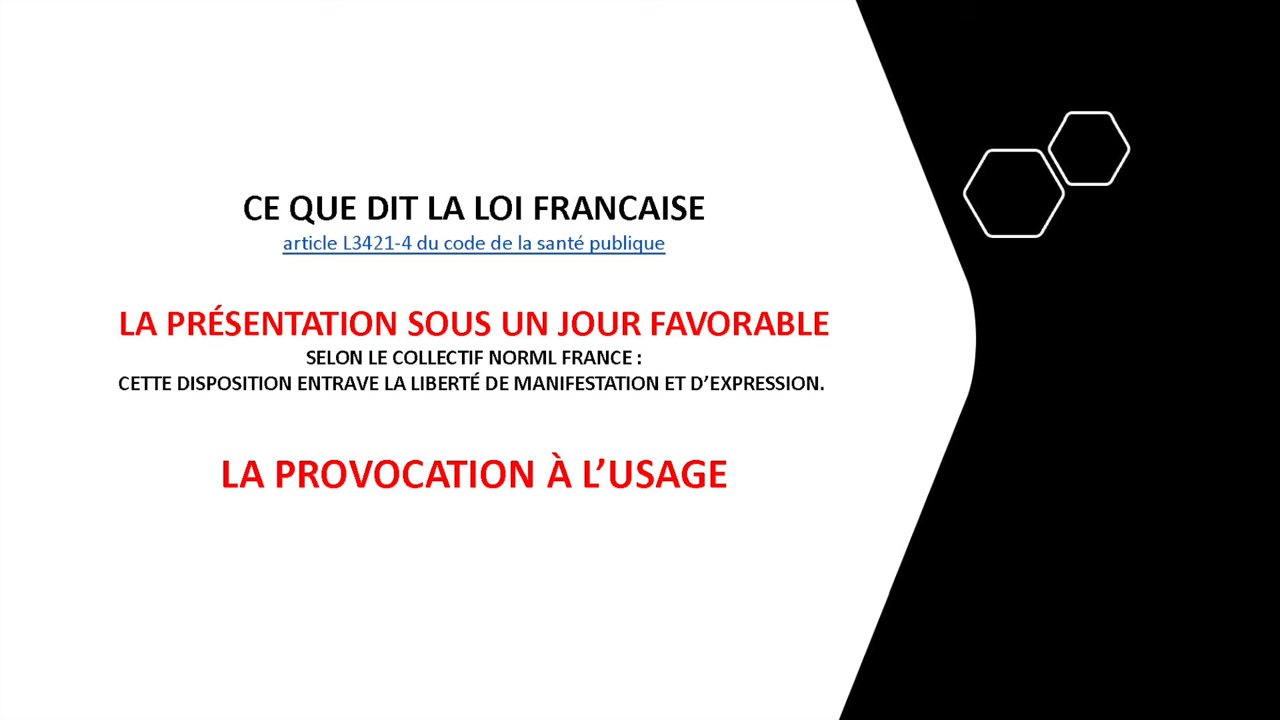 CE QUE DIT LA LOI FRANCAISE
article L3421-4 du code de la santé publique
LA PRÉSENTATION SOUS UN JOUR FAVORABLE
SELON LE COLLECTIF NORML FRANCE :
CETTE DISPOSITION ENTRAVE LA LIBERTÉ DE MANIFESTATION ET D’EXPRESSION.
LA PROVOCATION À L’USAGE